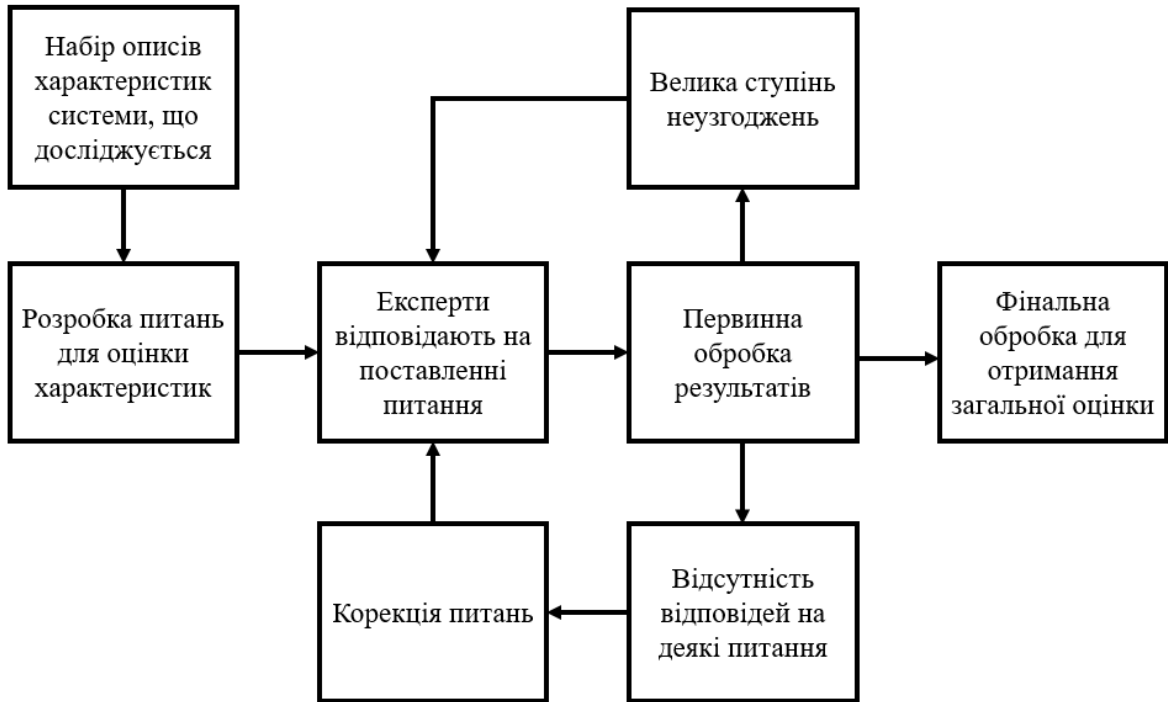 Набір описів
характеристик
системи, що
досліджується
Велика ступінь
неузгоджень
Розробка питань
для оцінки
характеристик
Експерти
відповідають на
поставленні
питання
Первинна
обробка
результатів
Фінальна
обробка для
отримання
загальної оцінки
Корекція питань
Відсутність
відповідей на
деякі питання